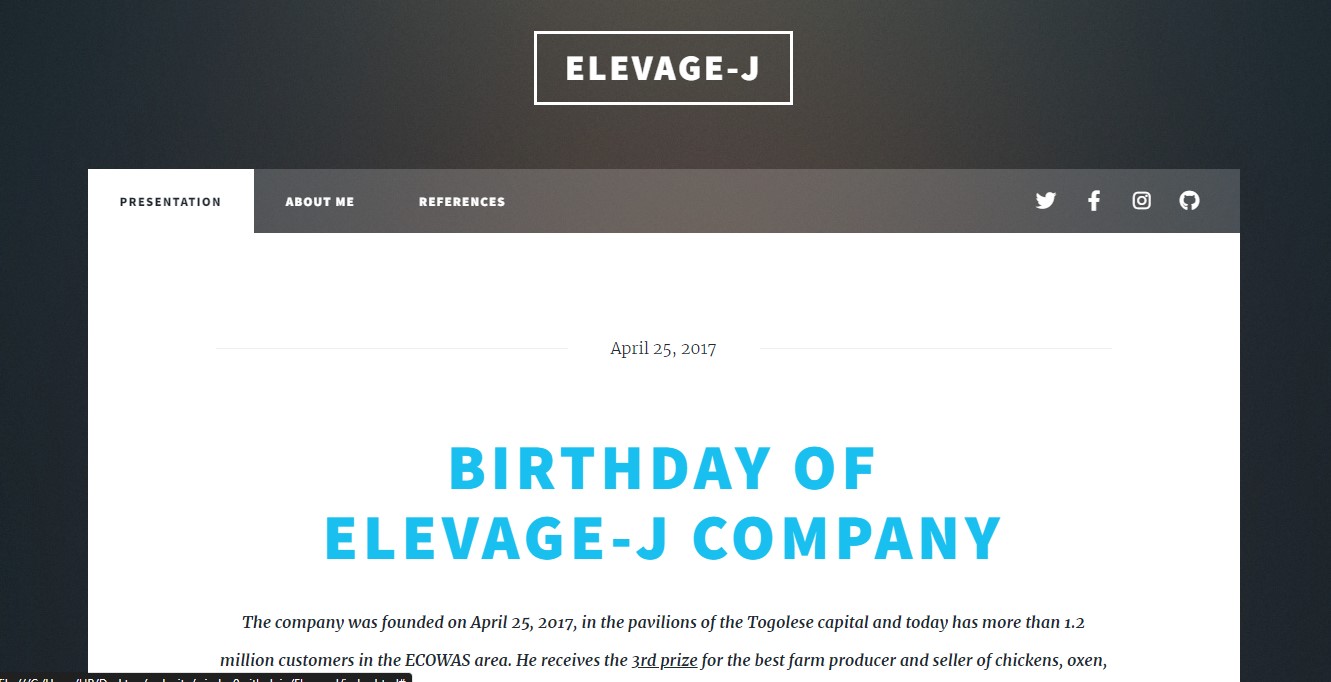 ELEVAGE-J
PRESENTATION ABOUT ME REFERENCES
April 25, 2017
BIRTHDAY OF
ELEVAGE-J COMPANY
The company was founded on April 25, 2017, in the pavilions of the Togolese capital and today has more than 1.2
million customers in the ECOWAS area. He receives the 3rd prize for the best farm producer and seller of chickens, oxen,